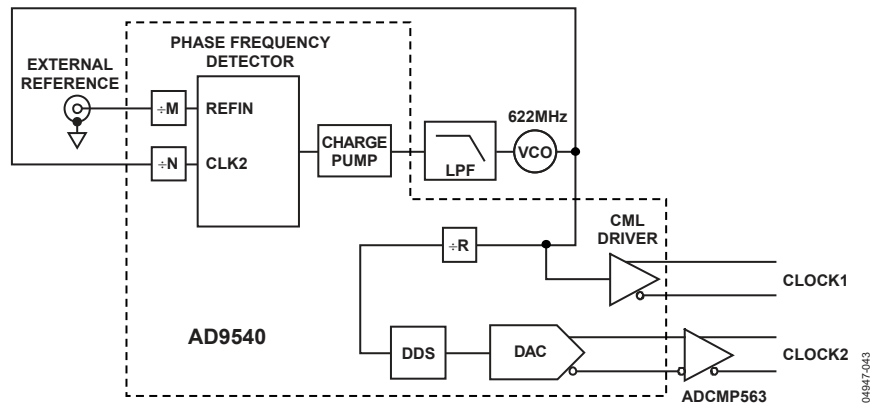 PHASE FREQUENCY
DETECTOR
EXTERNAL
REFERENCE
÷M
REFIN
÷N
CLK2
CHARGE
PUMP
LPF
622MHz
VCO
÷R
CML
DRIVER
CLOCK1
AD9540
DDS
DAC
CLOCK2
ADCMP563
04947-043